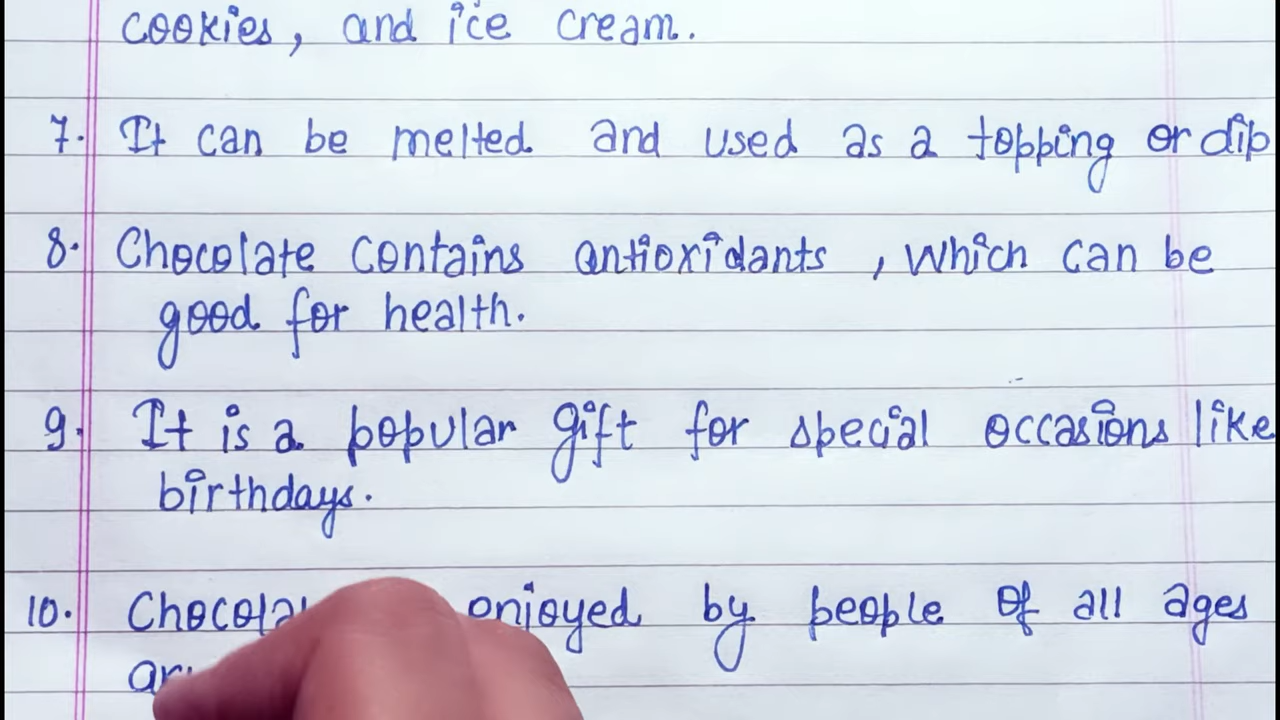 cookies, and ice cream.
7. It can be melted and used as a topping or dip
8. Chocolate contains antioxidants, which can be
good for health.
9. It is a popular gift for special occasions like
birthdays.
10. enjoyed by people of all ages